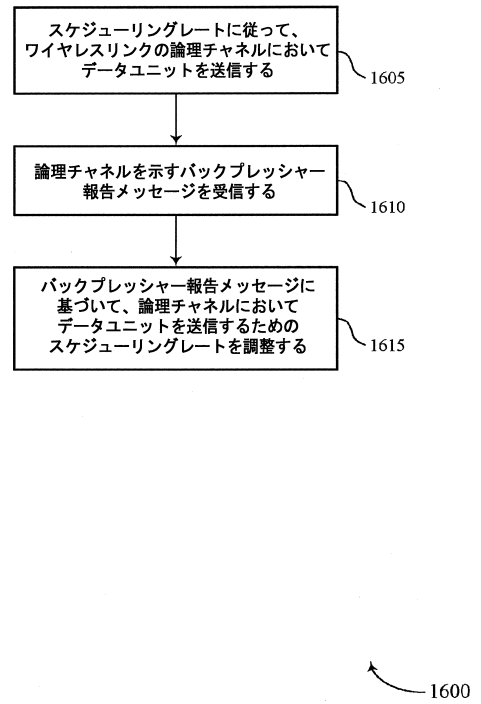 スケジューリングレートに従って、
ワイヤレスリンクの論理チャネルにおいて
データユニットを送信する
1605
論理チャネルを示すバックプレッシャー
報告メッセージを受信する
1610
バックプレッシャー報告メッセージに
基づいて、論理チャネルにおいて
データユニットを送信するための
スケジューリングレートを調整する
1615
1600